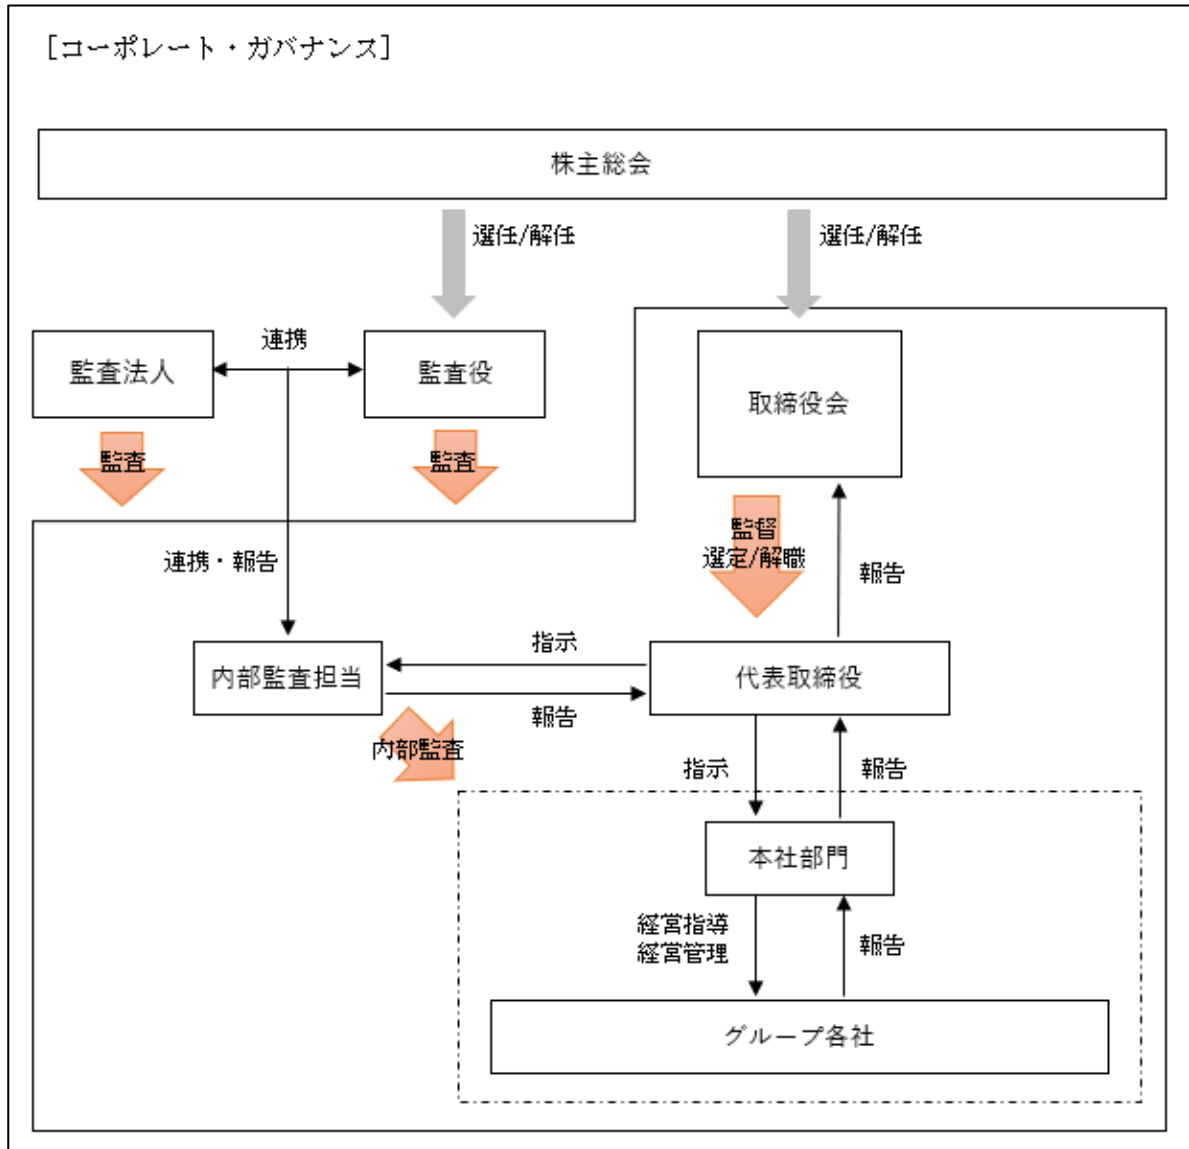 ［コーポレート・ガバナンス］
株主総会
選任/解任
選任/解任
監査法人
連携
監査役
取締役会
監査
監査
監督
選定/解職
報告
連携・報告
内部監査担当
指示
報告
代表取締役
内部監査
指示
報告
本社部門
経営指導
経営管理
報告
グループ各社